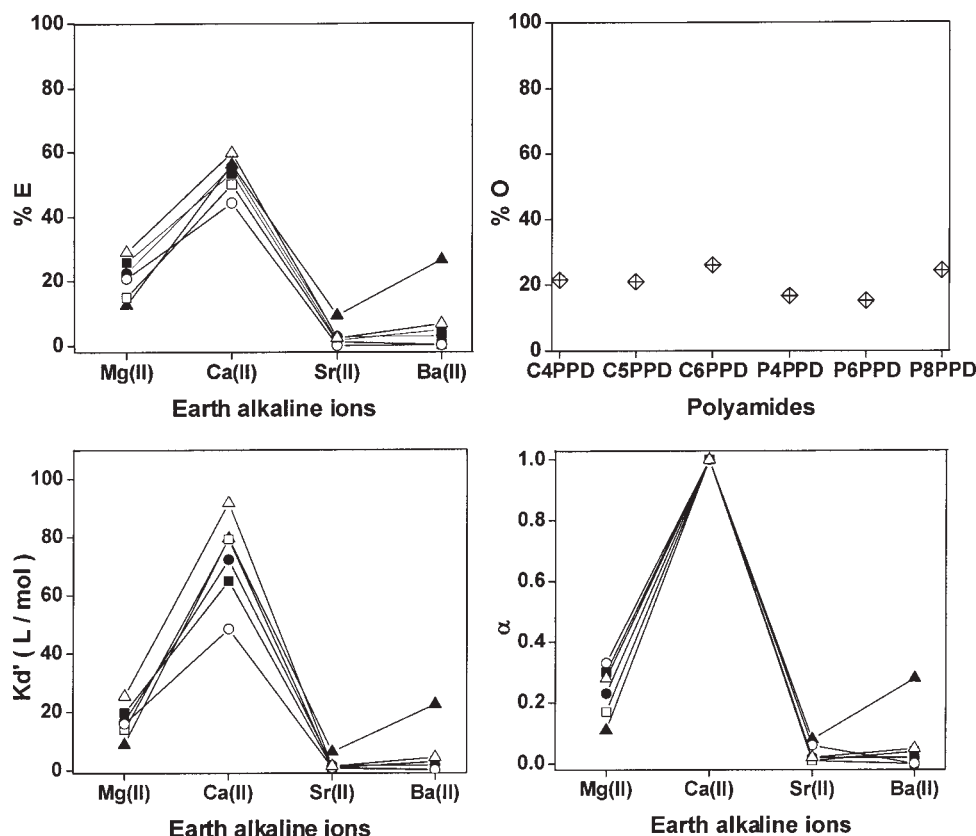 100
80
60
40
20
0
% E
Mg(II) Ca(II) Sr(II) Ba(II)
Earth alkaline ions
100
80
60
40
20
0
% O
C4PPD C5PPD C6PPD P4PPD P6PPD P8PPD
Polyamides
100
80
60
40
20
0
Kd' ( L / mol )
Mg(II) Ca(II) Sr(II) Ba(II)
Earth alkaline ions
1.0
0.8
0.6
0.4
0.2
0.0
α
Mg(II) Ca(II) Sr(II) Ba(II)
Earth alkaline ions